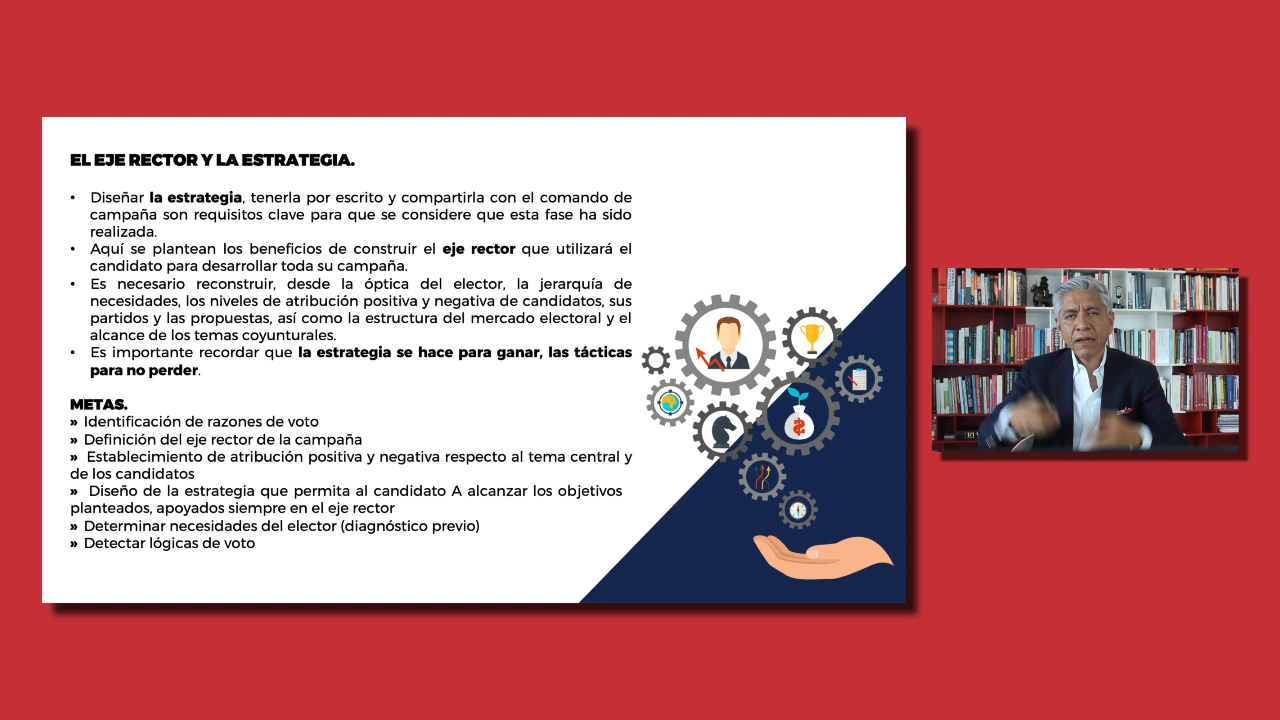 EL EJE RECTOR Y LA ESTRATEGIA.
• Diseñar la estrategia, tenerla por escrito y compartirla con el comando de
campaña son requisitos clave para que se considere que esta fase ha sido
realizada.
• Aquí se plantean los beneficios de construir el eje rector que utilizará el
candidato para desarrollar toda su campaña.
• Es necesario reconstruir, desde la óptica del elector, la jerarquía de
necesidades, los niveles de atribución positiva y negativa de candidatos, sus
partidos y las propuestas, así como la estructura del mercado electoral y el
alcance de los temas coyunturales.
• Es importante recordar que la estrategia se hace para ganar, las tácticas
para no perder.
METAS.
» Identificación de razones de voto
» Definición del eje rector de la campaña
» Establecimiento de atribución positiva y negativa respecto al tema central y
de los candidatos
» Diseño de la estrategia que permita al candidato A alcanzar los objetivos
planteados, apoyados siempre en el eje rector
» Determinar necesidades del elector (diagnóstico previo)
» Detectar lógicas de voto